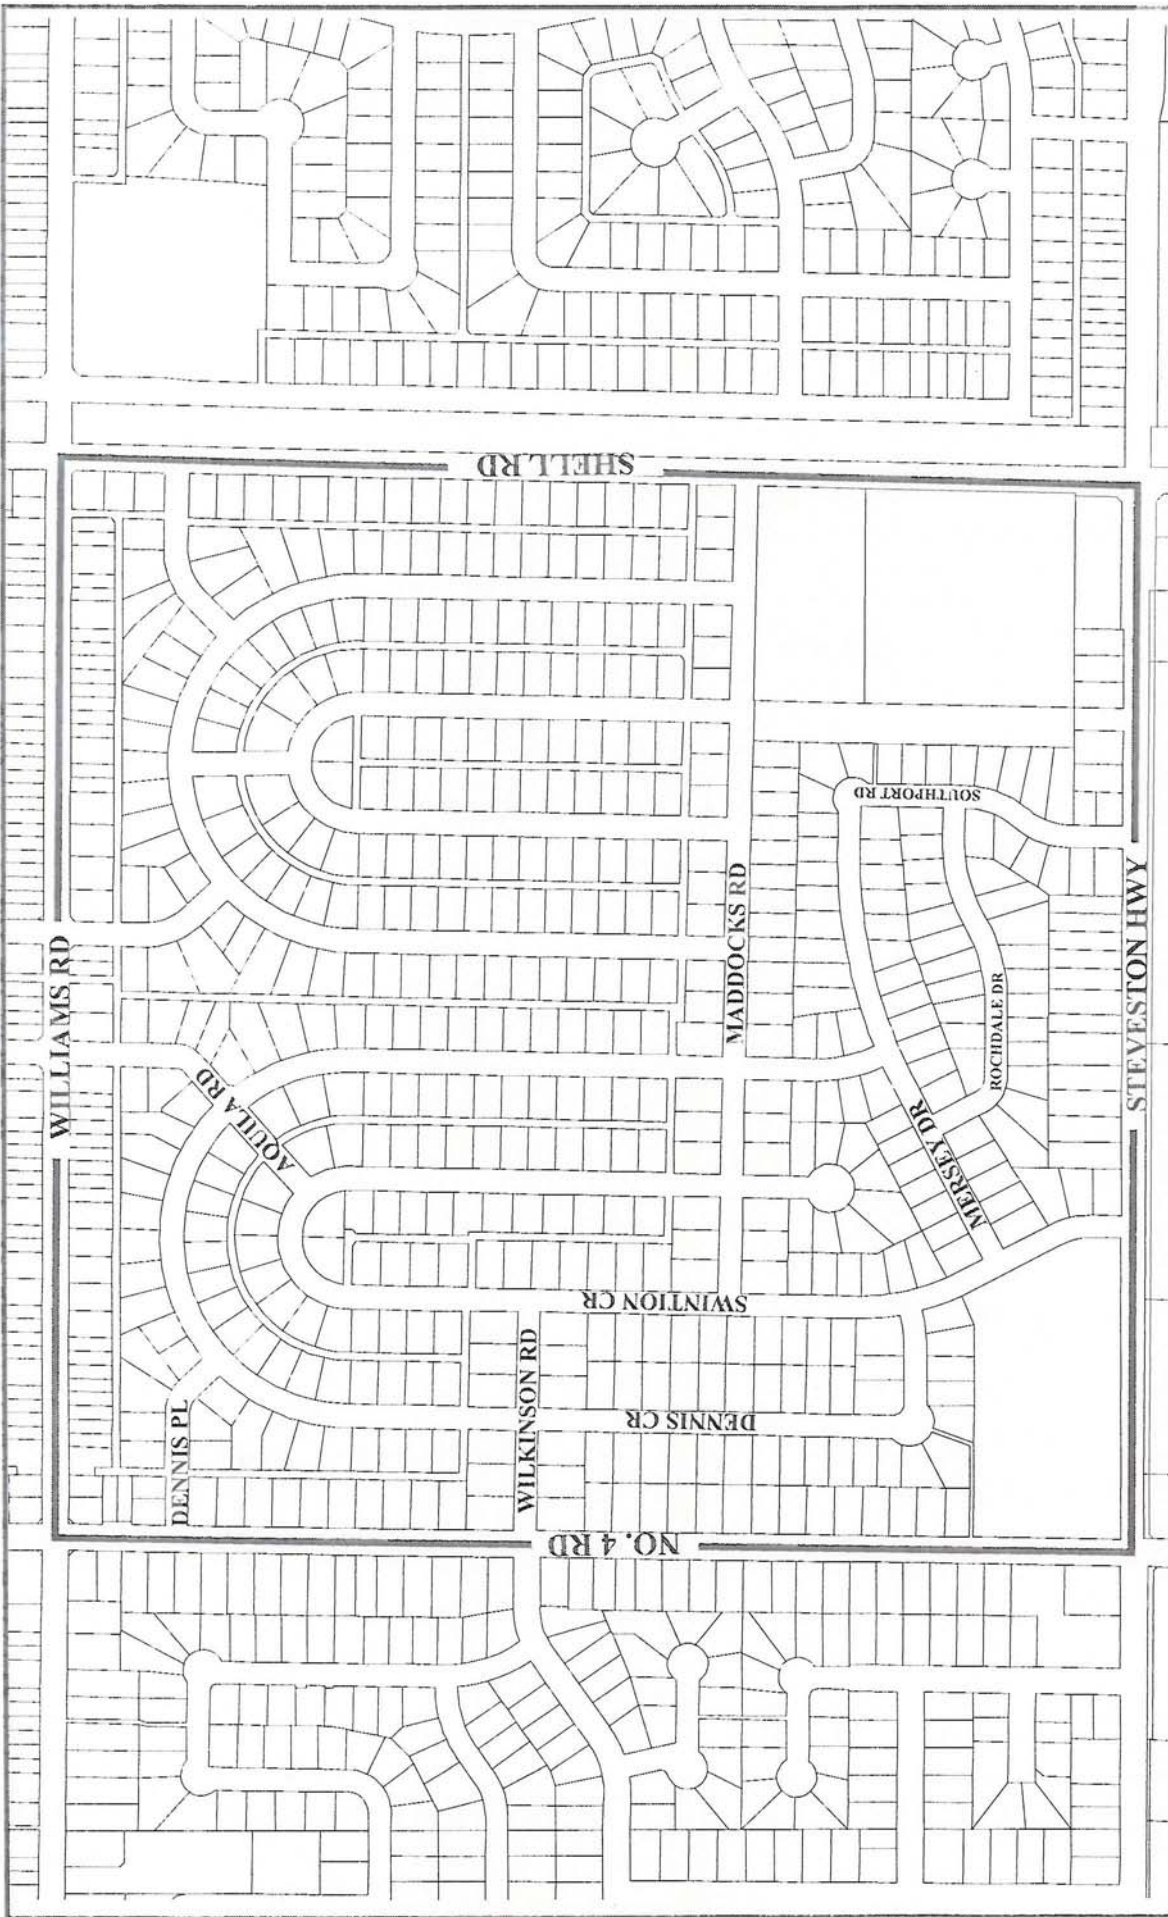 SHELL RD
SOUTHPORT RD
MADDOCKS RD
STEVESTON HWY
WILLIAMS RD
ROCHDALE DR
AQUILA RD
MERSEY DR
SWINTION CR
WILKINSON RD
DENNIS CR
DENNIS PL
NO. 4 RD